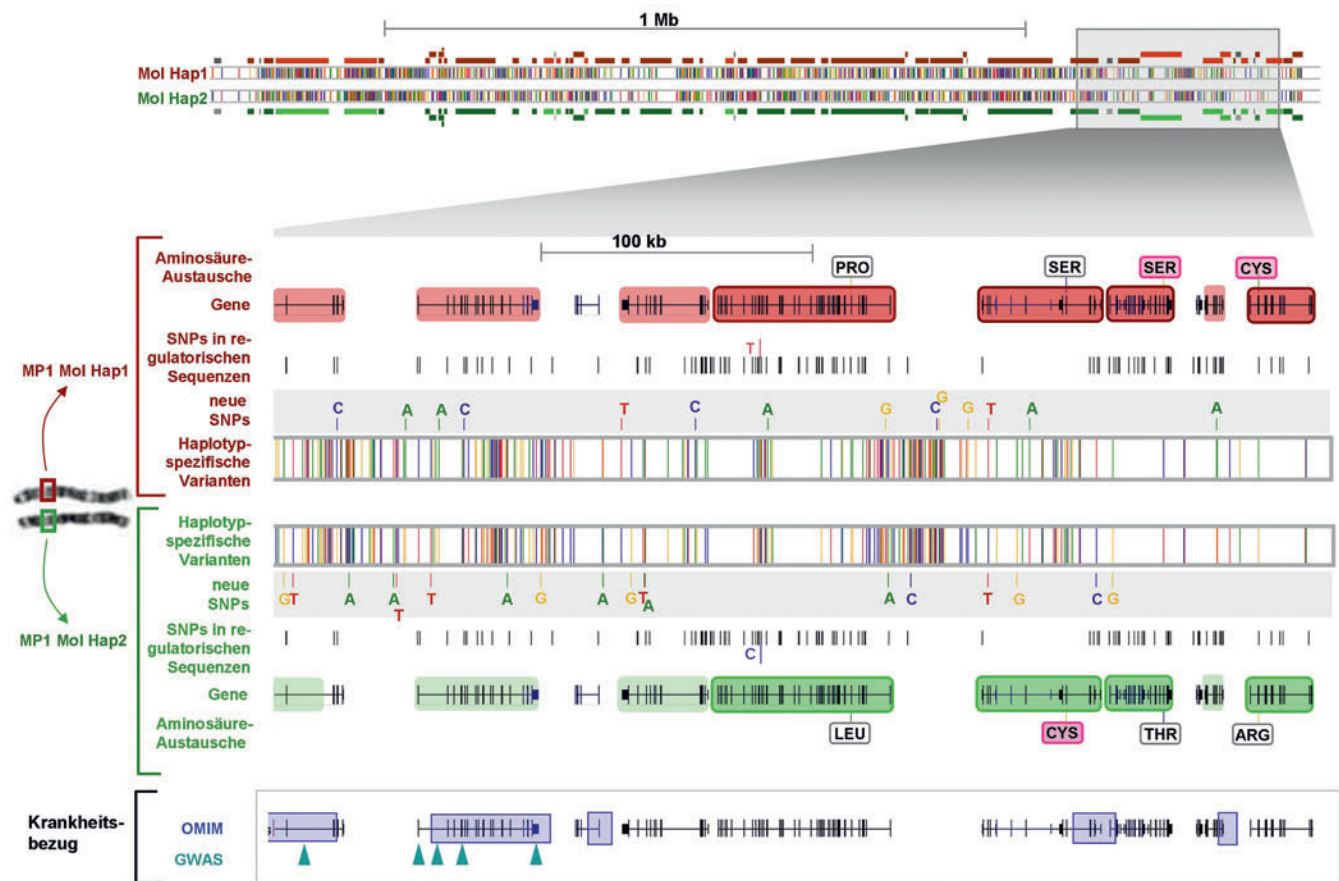 1 Mb
Mol Hap1
Mol Hap2
100 kb
Aminosäure-
Austausche
PRO
SER
SER
CYS
Gene
SNPs in re-
gulatorischen
Sequenzen
T
MP1 Mol Hap1
neue
SNPs
C A A C T C A G C G G T A A
Haplotyp-
spezifische
Varianten
Haplotyp-
spezifische
Varianten
neue
SNPs
G T A A T T A G A G T A A C T G C G
MP1 Mol Hap2
SNPs in re-
gulatorischen
Sequenzen
C
Gene
Aminosäure-
Austausche
LEU
CYS
THR
ARG
Krankheits-
bezug
OMIM
GWAS